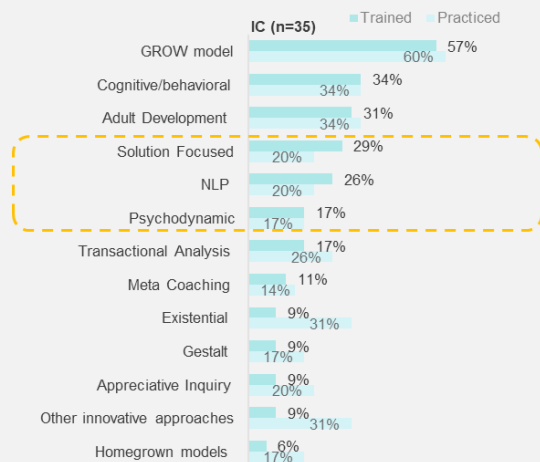 IC (n=35) Trained Practiced
GROW model 57%
60%
Cognitive/behavioral 34%
34%
Adult Development 31%
34%
Solution Focused 29%
20%
NLP 26%
20%
Psychodynamic 17%
17%
Transactional Analysis 17%
26%
Meta Coaching 11%
14%
Existential 9%
31%
Gestalt 9%
17%
Appreciative Inquiry 9%
20%
Other innovative approaches 9%
31%
Homegrown models 6%
17%